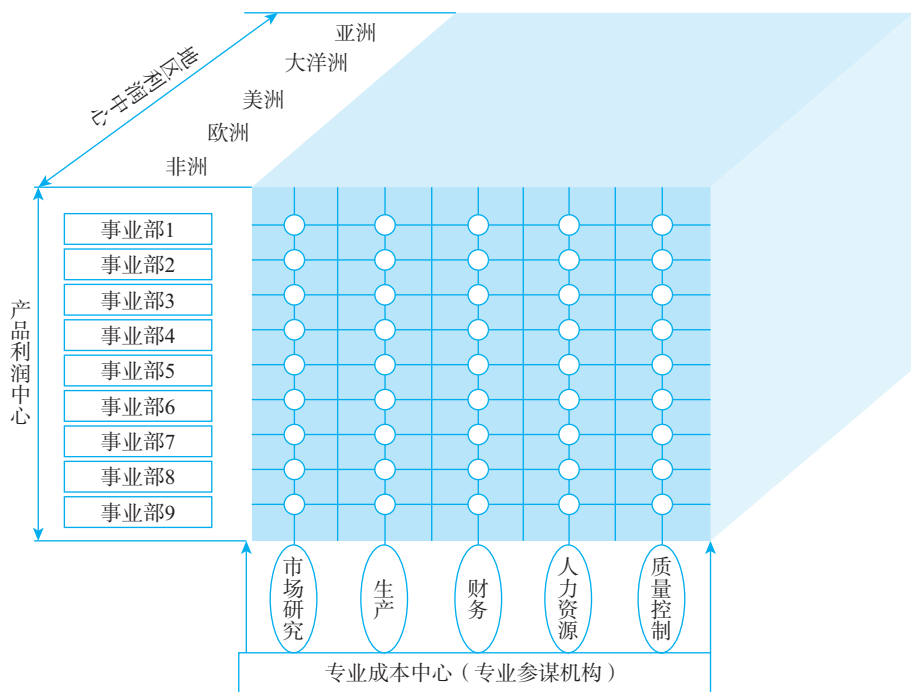 亚洲
大洋洲
美洲
欧洲
非洲
地区利润中心
产品利润中心
事业部1
事业部2
事业部3
事业部4
事业部5
事业部6
事业部7
事业部8
事业部9
市场研究
生产
财务
人力资源
质量控制
专业成本中心（专业参谋机构）